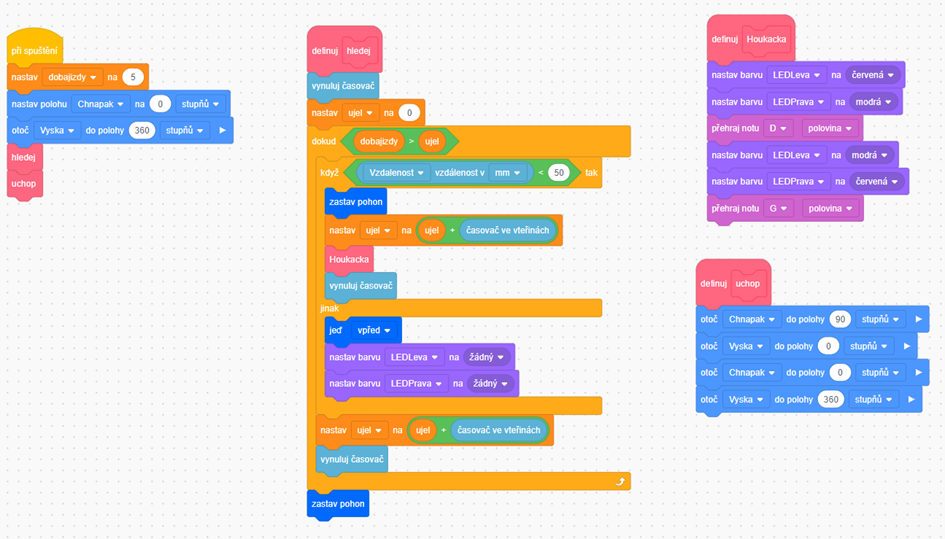 při spuštění
nastav dobajizdy na 5
nastav polohu Chnapak na 0 stupňů
otoč Vyska do polohy 360 stupňů
hledej
uchop
definuj hledej
vynuluj časovač
nastav ujel na 0
dokud dobajizdy > ujel
když Vzdalenost vzdálenost v mm < 50 tak
zastav pohon
nastav ujel na ujel + časovač ve vteřinách
Houkacka
vynuluj časovač
jinak
jeď vpřed
nastav barvu LEDLeva na žádný
nastav barvu LEDPrava na žádný
nastav ujel na ujel + časovač ve vteřinách
vynuluj časovač
zastav pohon
definuj Houkacka
nastav barvu LEDLeva na červená
nastav barvu LEDPrava na modrá
přehraj notu D polovina
nastav barvu LEDLeva na modrá
nastav barvu LEDPrava na červená
přehraj notu G polovina
definuj uchop
otoč Chnapak do polohy 90 stupňů
otoč Vyska do polohy 0 stupňů
otoč Chnapak do polohy 0 stupňů
otoč Vyska do polohy 360 stupňů